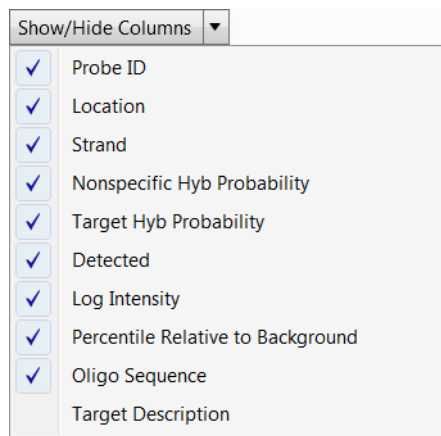 Show/Hide Columns
Probe ID
Location
Strand
Nonspecific Hyb Probability
Target Hyb Probability
Detected
Log Intensity
Percentile Relative to Background
Oligo Sequence
Target Description